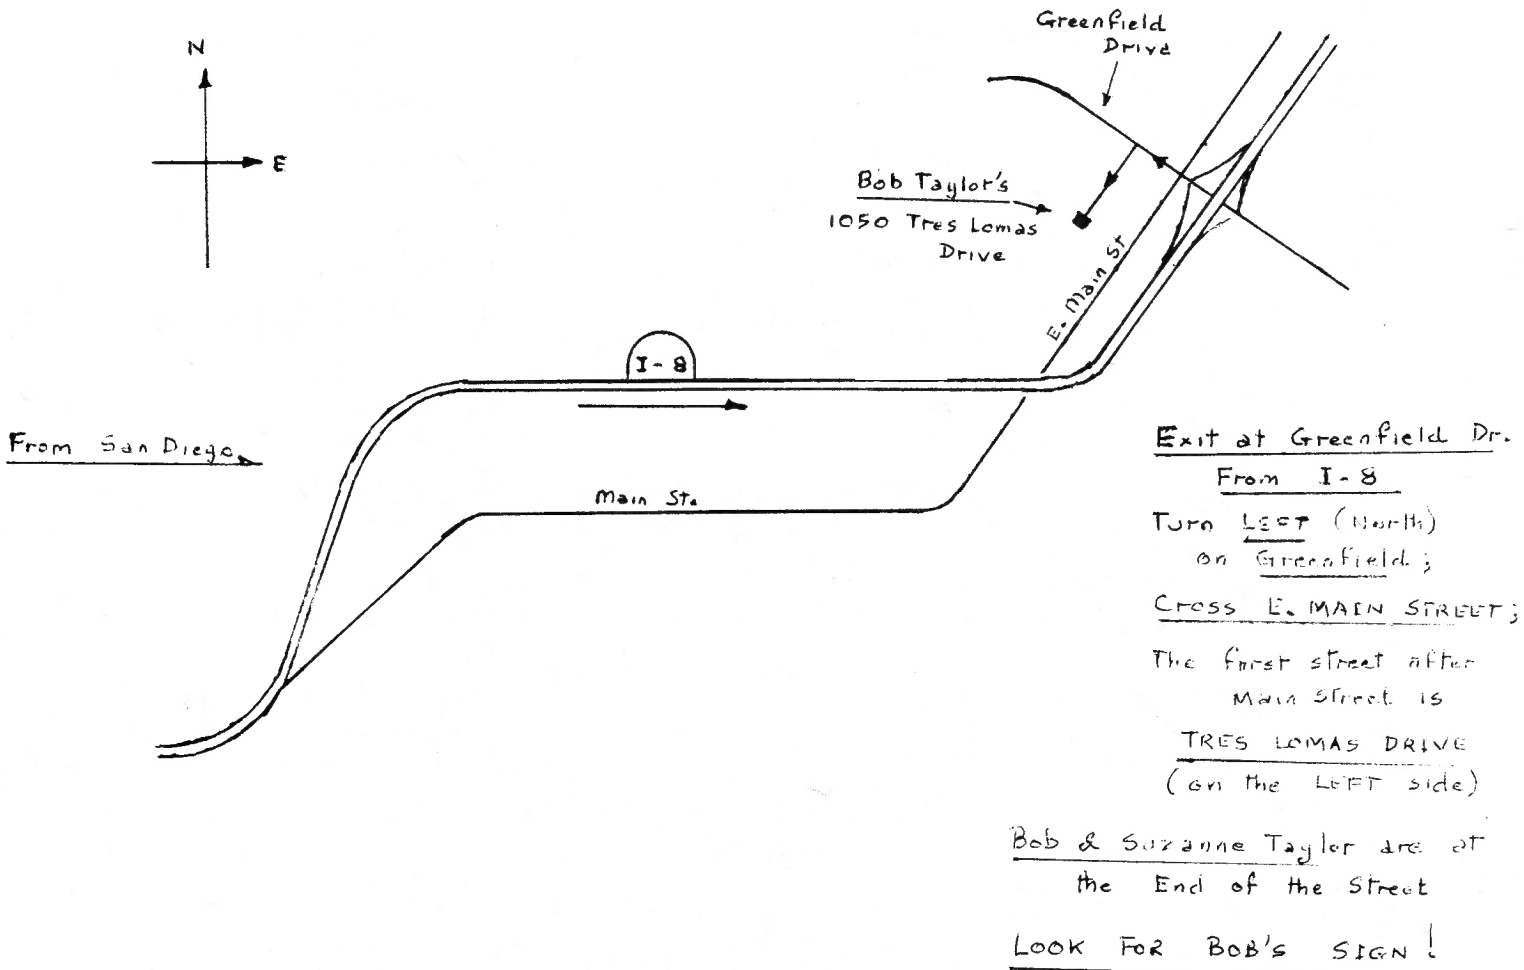 N
E
Greenfield
Drive
Bob Taylor's
1050 Tres Lomas
Drive
E. Main St
I-8
From San Diego
Main St.
Exit at Greenfield Dr.
From I-8
Turn LEFT (North)
on Greenfield;
Cross E. MAIN STREET;
The first street after
Main Street is
TRES LOMAS DRIVE
(on the LEFT side)
Bob & Suzanne Taylor are at
the End of the Street
LOOK FOR BOB'S SIGN!